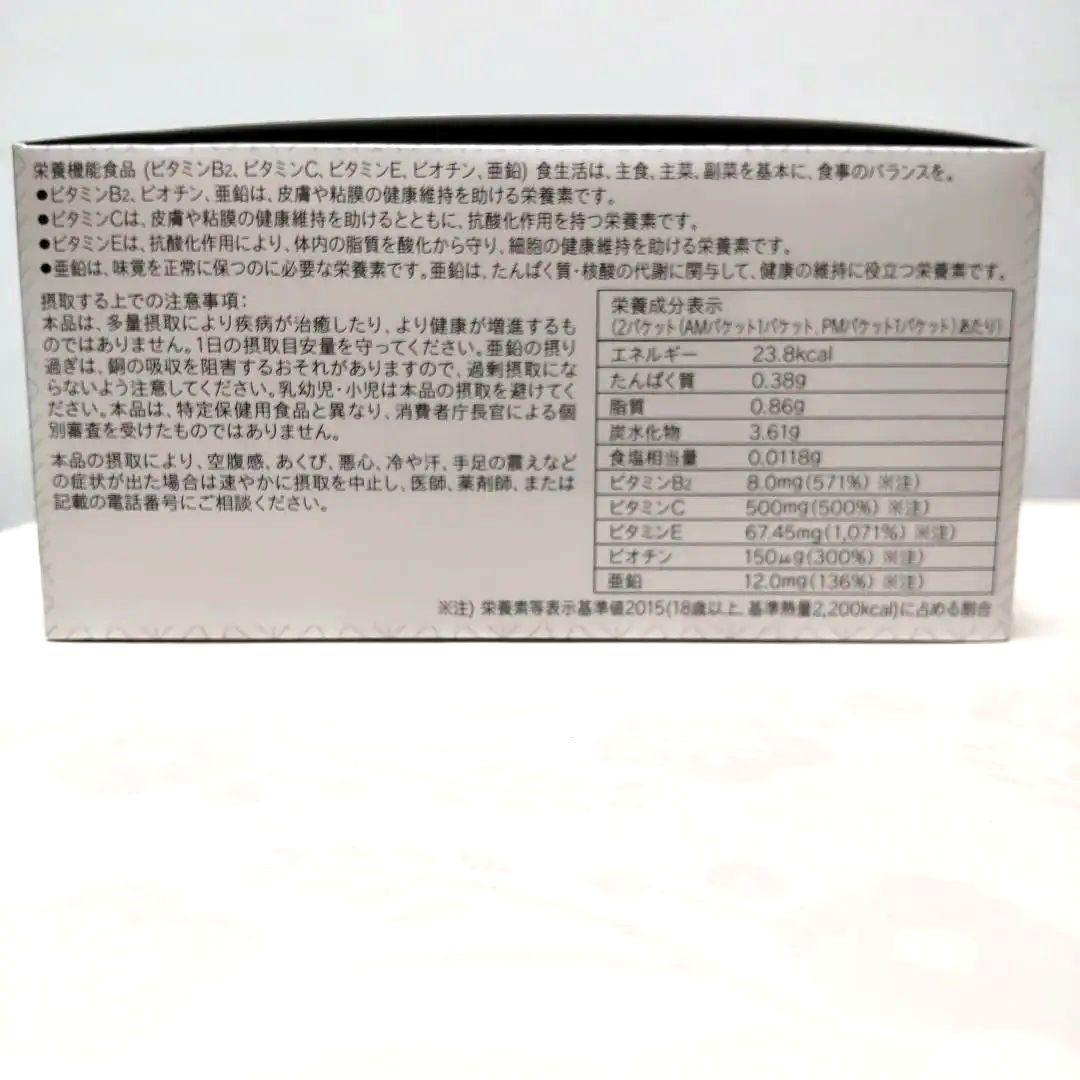 栄養機能食品 (ビタミンB2、ビタミンC、ビタミンE、ビオチン、亜鉛) 食生活は、主食、主菜、副菜を基本に、食事のバランスを。
●ビタミンB2、ビオチン、亜鉛は、皮膚や粘膜の健康維持を助ける栄養素です。
●ビタミンCは、皮膚や粘膜の健康維持を助けるとともに、抗酸化作用を持つ栄養素です。
●ビタミンEは、抗酸化作用により、体内の脂質を酸化から守り、細胞の健康維持を助ける栄養素です。
●亜鉛は、味覚を正常に保つのに必要な栄養素です。亜鉛は、たんぱく質・核酸の代謝に関与して、健康の維持に役立つ栄養素です。
摂取する上での注意事項:
本品は、多量摂取により疾病が治癒したり、より健康が増進するも
のではありません。1日の摂取目安量を守ってください。亜鉛の摂り
過ぎは、銅の吸収を阻害するおそれがありますので、過剰摂取にな
らないよう注意してください。乳幼児・小児は本品の摂取を避けてく
ださい。本品は、特定保健用食品と異なり、消費者庁長官による個
別審査を受けたものではありません。
本品の摂取により、空腹感、あくび、悪心、冷や汗、手足の震えなど
の症状が出た場合は速やかに摂取を中止し、医師、薬剤師、または
記載の電話番号にご相談ください。
栄養成分表示
(2パケット(AMパケット1パケット、PMパケット1パケット)あたり)
エネルギー 23.8kcal
たんぱく質 0.38g
脂質 0.86g
炭水化物 3.61g
食塩相当量 0.0118g
ビタミンB2 8.0mg(571%) ※注)
ビタミンC 500mg(500%) ※注)
ビタミンE 67.45mg(1,071%) ※注)
ビオチン 150μg(300%) ※注)
亜鉛 12.0mg(136%) ※注)
※注) 栄養素等表示基準値2015(18歳以上、基準熱量2,200kcal)に占める割合